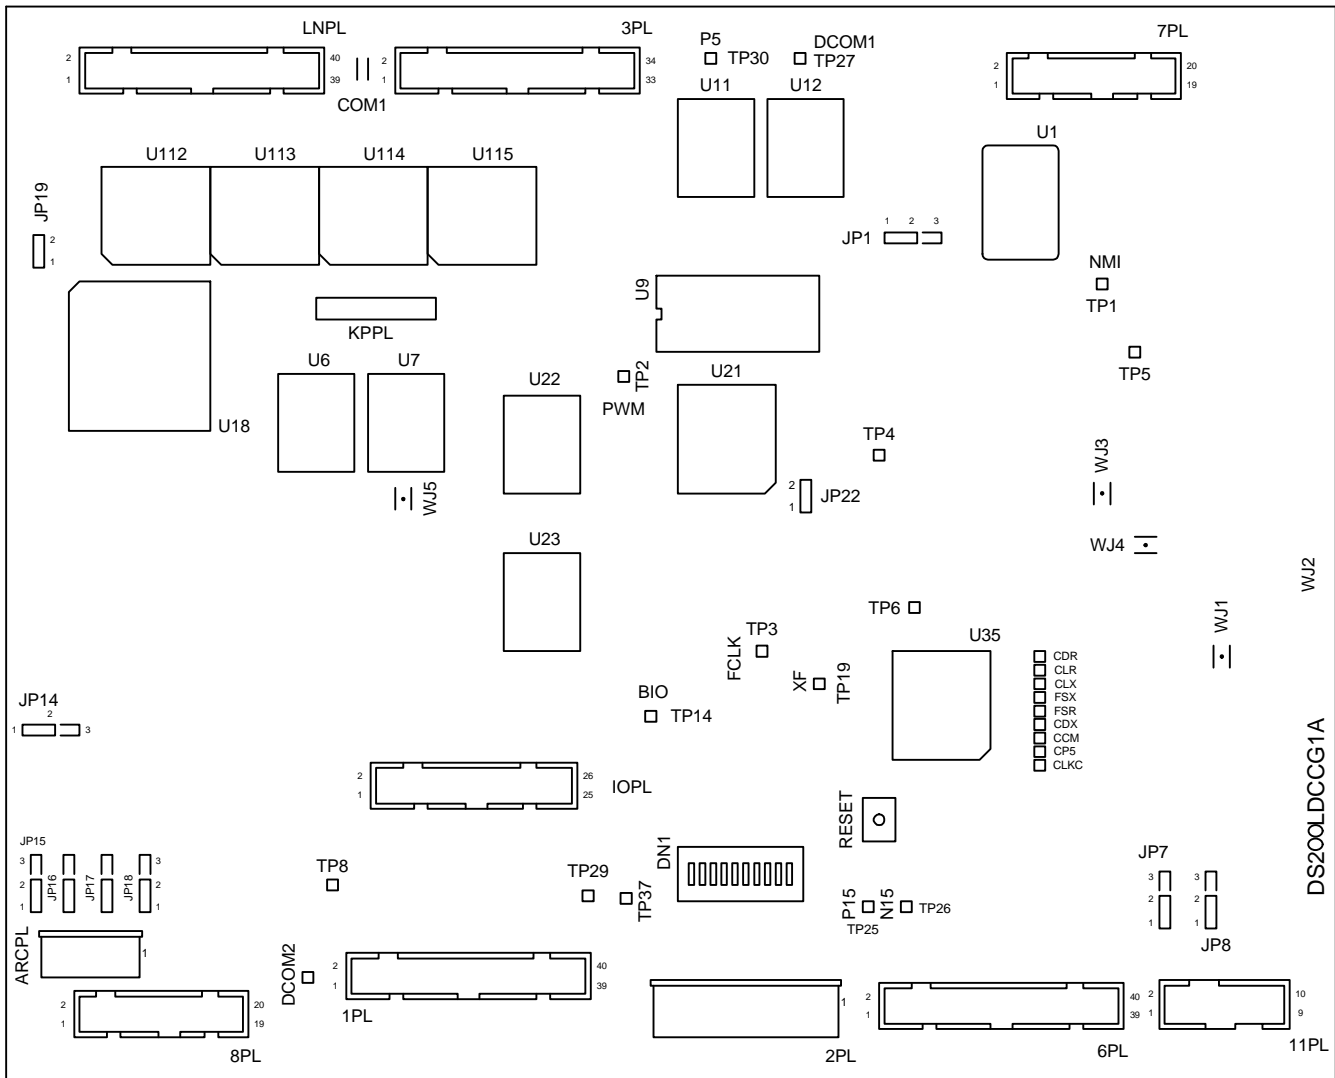 LNPL
3PL
P5
DCOM1
7PL
2
40
2
34
TP30
TP27
2
20
1
39
1
33
1
19
COM1
U11
U12
U1
U112
U113
U114
U115
JP19
2
1
1
2
3
JP1
NMI
TP1
U9
KPPL
U6
U7
U22
TP2
PWM
U21
TP5
U18
TP4
WJ3
WJ5
2
1
JP22
U23
WJ4
WJ2
TP6
U35
TP3
FCLK
WJ1
CDR
CLR
CLX
FSX
FSR
CDX
CCM
CP5
CLKC
XF
TP19
BIO
TP14
JP14
2
1
3
2
26
1
25
IOPL
DS200LDCCG1A
RESET
JP15
3
3
2
2
1
1
JP16
JP17
JP18
TP8
TP29
TP37
DN1
P15
TP25
N15
TP26
JP7
3
3
2
2
1
1
JP8
ARCPL
1
DCOM2
2
40
1
39
1PL
2
20
1
19
8PL
1
2PL
2
40
1
39
6PL
2
10
1
9
11PL